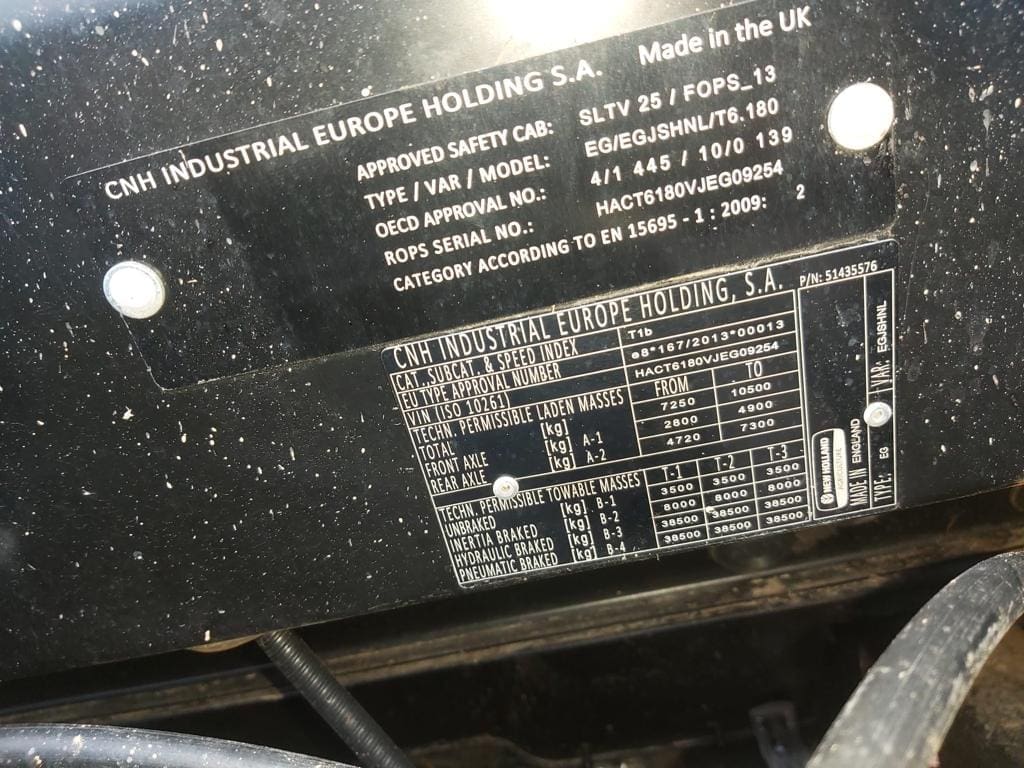 CNH INDUSTRIAL EUROPE HOLDING S.A. Made in the UK
APPROVED SAFETY CAB: SLTV 25 / FOPS_13
TYPE / VAR / MODEL: EG/EGJSHNL/T6.180
OECD APPROVAL NO.: 4/1 445 / 10/0 139
ROPS SERIAL NO.: HACT6180VJEG09254
CATEGORY ACCORDING TO EN 15695 - 1 : 2009: 2
CNH INDUSTRIAL EUROPE HOLDING, S.A. P/N: 51435576
CAT.,SUBCAT. & SPEED INDEX T1b
EU TYPE APPROVAL NUMBER e8*167/2013*00013
VIN (ISO 10261) HACT6180VJEG09254
TECHN. PERMISSIBLE LADEN MASSES FROM TO
TOTAL [kg] 7250 10500
FRONT AXLE [kg] A-1 2800 4900
REAR AXLE [kg] A-2 4720 7300
TECHN. PERMISSIBLE TOWABLE MASSES T-1 T-2 T-3
UNBRAKED [kg] B-1 3500 3500 3500
INERTIA BRAKED [kg] B-2 8000 8000 8000
HYDRAULIC BRAKED [kg] B-3 38500 38500 38500
PNEUMATIC BRAKED [kg] B-4 38500 38500 38500
NEW HOLLAND
AGRICULTURE
MADE IN ENGLAND
TYPE: EG VAR: EGJSHNL